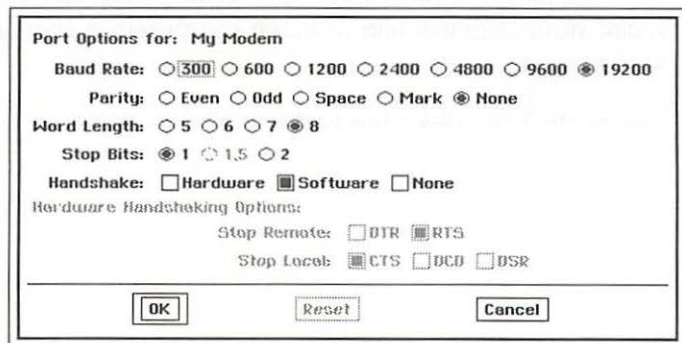 Port Options for: My Modem
Baud Rate: 300 600 1200 2400 4800 9600 19200
Parity: Even Odd Space Mark None
Word Length: 5 6 7 8
Stop Bits: 1 1.5 2
Handshake: Hardware Software None
Hardware Handshaking Options:
Stop Remote: DTR RTS
Stop Local: CTS DCD DSR
OK Reset Cancel